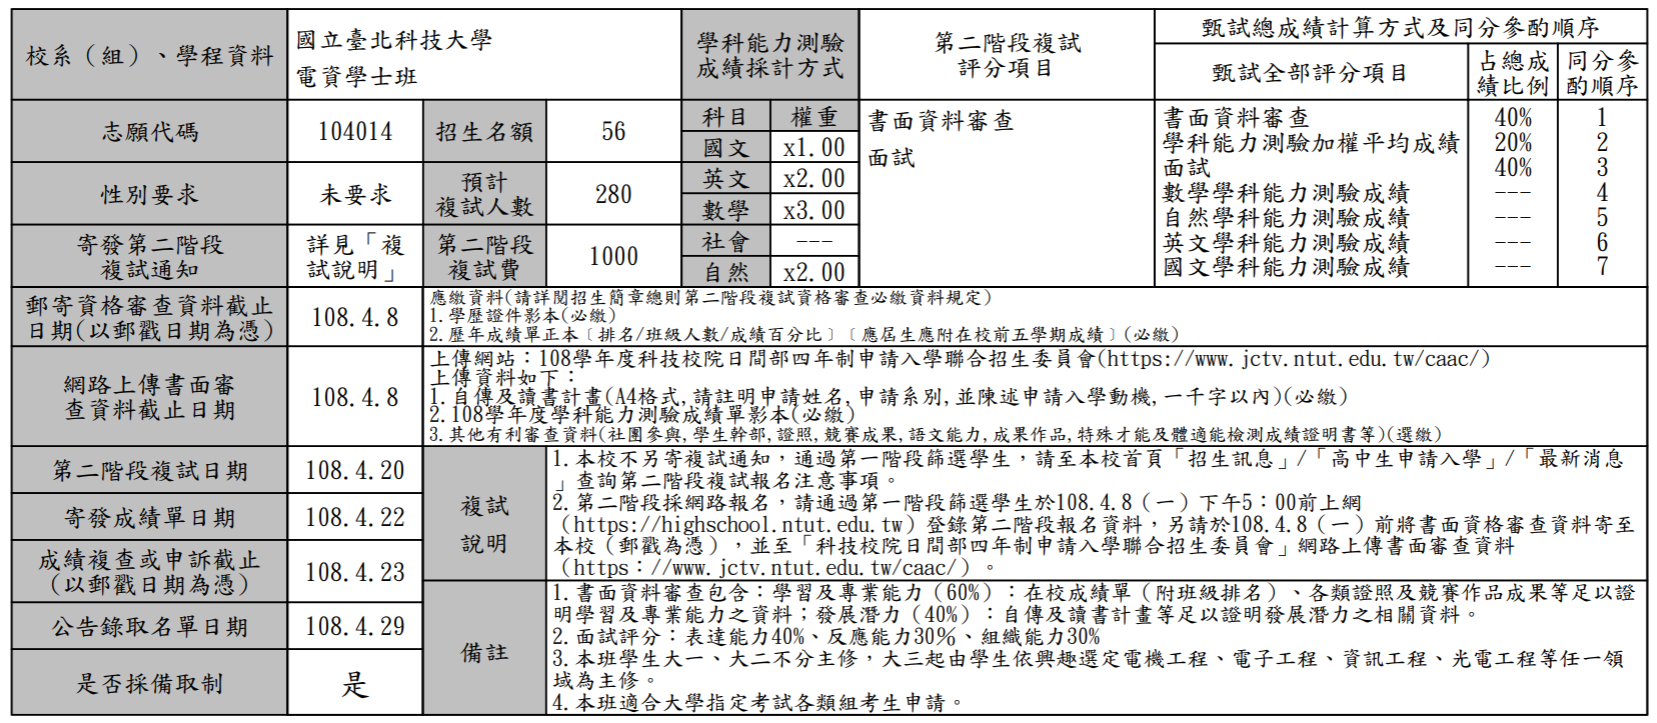 校系（組）、學程資料
國立臺北科技大學
電資學士班
學科能力測驗
成績採計方式
第二階段複試
評分項目
甄試總成績計算方式及同分參酌順序
甄試全部評分項目
占總成
績比例
同分參
酌順序
志願代碼
104014
招生名額
56
科目
權重
國文
x1.00
英文
x2.00
數學
x3.00
社會
---
自然
x2.00
書面資料審查
面試
書面資料審查 40% 1
學科能力測驗加權平均成績 20% 2
面試 40% 3
數學學科能力測驗成績 --- 4
自然學科能力測驗成績 --- 5
英文學科能力測驗成績 --- 6
國文學科能力測驗成績 --- 7
性別要求
未要求
預計
複試人數
280
寄發第二階段
複試通知
詳見「複
試說明」
第二階段
複試費
1000
郵寄資格審查資料截止
日期(以郵戳日期為憑)
108.4.8
應繳資料(請詳閱招生簡章總則第二階段複試資格審查必繳資料規定)
1.學歷證件影本(必繳)
2.歷年成績單正本〔排名/班級人數/成績百分比〕〔應屆生應附在校前五學期成績〕(必繳)
網路上傳書面審
查資料截止日期
108.4.8
上傳網站：108學年度科技校院日間部四年制申請入學聯合招生委員會(https://www.jctv.ntut.edu.tw/caac/)
上傳資料如下：
1.自傳及讀書計畫(A4格式,請註明申請姓名,申請系別,並陳述申請入學動機,一千字以內)(必繳)
2.108學年度學科能力測驗成績單影本(必繳)
3.其他有利審查資料(社團參與,學生幹部,證照,競賽成果,語文能力,成果作品,特殊才能及體適能檢測成績證明書等)(選繳)
第二階段複試日期
108.4.20
寄發成績單日期
108.4.22
成績複查或申訴截止
(以郵戳日期為憑)
108.4.23
公告錄取名單日期
108.4.29
是否採備取制
是
複試
說明
1.本校不另寄複試通知，通過第一階段篩選學生，請至本校首頁「招生訊息」/「高中生申請入學」/「最新消息
」查詢第二階段複試報名注意事項。
2.第二階段採網路報名，請通過第一階段篩選學生於108.4.8（一）下午5：00前上網
（https://highschool.ntut.edu.tw）登錄第二階段報名資料，另請於108.4.8（一）前將書面資格審查資料寄至
本校（郵戳為憑），並至「科技校院日間部四年制申請入學聯合招生委員會」網路上傳書面審查資料
（https：//www.jctv.ntut.edu.tw/caac/）。
備註
1.書面資料審查包含：學習及專業能力（60%）：在校成績單（附班級排名）、各類證照及競賽作品成果等足以證
明學習及專業能力之資料；發展潛力（40%）：自傳及讀書計畫等足以證明發展潛力之相關資料。
2.面試評分：表達能力40%、反應能力30％、組織能力30%
3.本班學生大一、大二不分主修，大三起由學生依興趣選定電機工程、電子工程、資訊工程、光電工程等任一領
域為主修。
4.本班適合大學指定考試各類組考生申請。